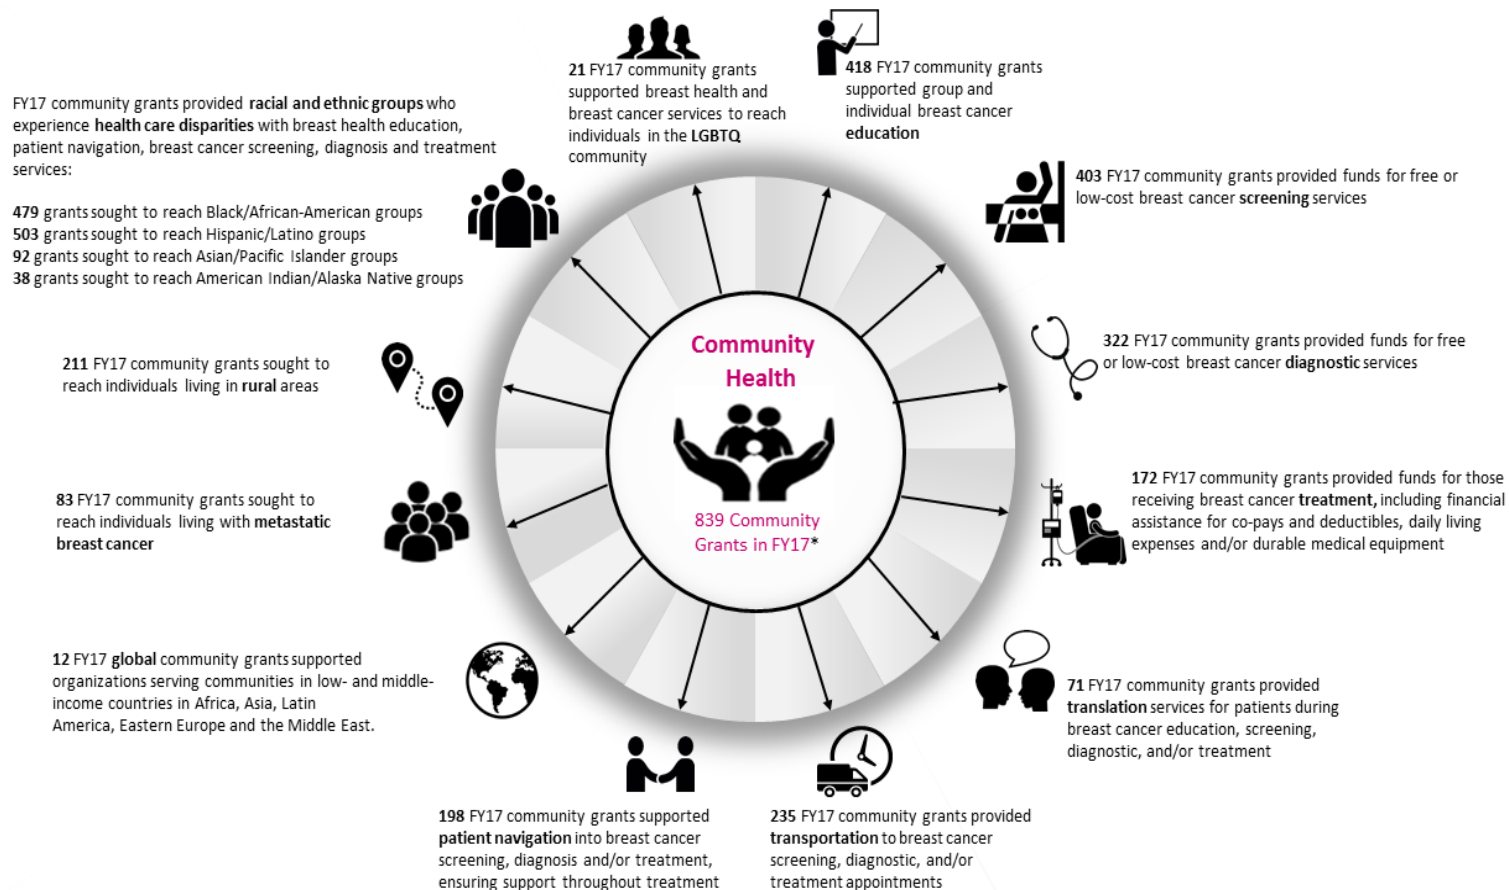 21 FY17 community grants
supported breast health and
breast cancer services to reach
individuals in the LGBTQ
community
418 FY17 community grants
supported group and
individual breast cancer
education
FY17 community grants provided racial and ethnic groups who
experience health care disparities with breast health education,
patient navigation, breast cancer screening, diagnosis and treatment
services:
479 grants sought to reach Black/African-American groups
503 grants sought to reach Hispanic/Latino groups
92 grants sought to reach Asian/Pacific Islander groups
38 grants sought to reach American Indian/Alaska Native groups
403 FY17 community grants provided funds for free or
low-cost breast cancer screening services
211 FY17 community grants sought to
reach individuals living in rural areas
Community
Health
839 Community
Grants in FY17*
322 FY17 community grants provided funds for free
or low-cost breast cancer diagnostic services
83 FY17 community grants sought to
reach individuals living with metastatic
breast cancer
172 FY17 community grants provided funds for those
receiving breast cancer treatment, including financial
assistance for co-pays and deductibles, daily living
expenses and/or durable medical equipment
12 FY17 global community grants supported
organizations serving communities in low- and middle-
income countries in Africa, Asia, Latin
America, Eastern Europe and the Middle East.
71 FY17 community grants provided
translation services for patients during
breast cancer education, screening,
diagnostic, and/or treatment
198 FY17 community grants supported
patient navigation into breast cancer
screening, diagnosis and/or treatment,
ensuring support throughout treatment
235 FY17 community grants provided
transportation to breast cancer
screening, diagnostic, and/or
treatment appointments